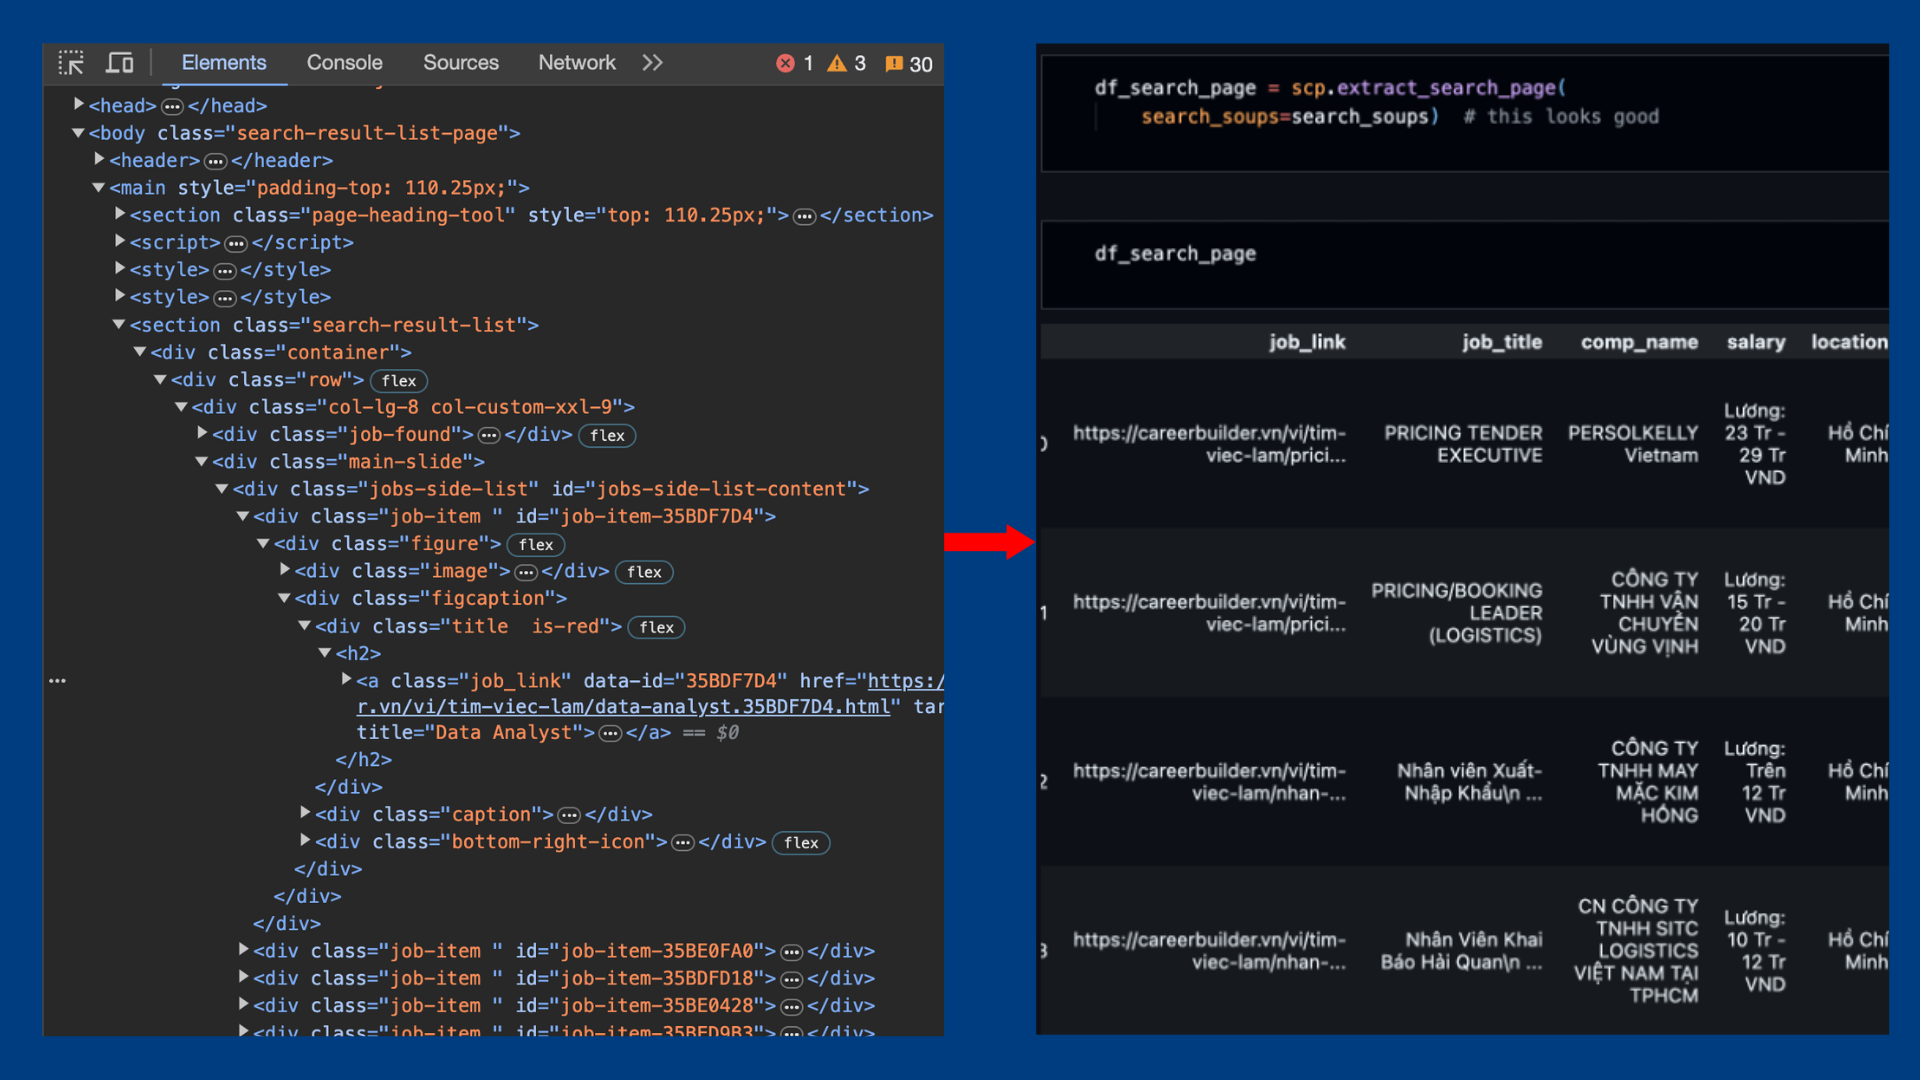 Elements Console Sources Network 1 3 30
<head> </head>
<body class="search-result-list-page">
<header> </header>
<main style="padding-top: 110.25px;">
<section class="page-heading-tool" style="top: 110.25px;"> </section>
<script> </script>
<style> </style>
<style> </style>
<section class="search-result-list">
<div class="container">
<div class="row"> flex
<div class="col-lg-8 col-custom-xxl-9">
<div class="job-found"> </div> flex
<div class="main-slide">
<div class="jobs-side-list" id="jobs-side-list-content">
<div class="job-item " id="job-item-35BDF7D4">
<div class="figure"> flex
<div class="image"> </div> flex
<div class="figcaption">
<div class="title  is-red"> flex
<h2>
<a class="job_link" data-id="35BDF7D4" href="https:/
r.vn/vi/tim-viec-lam/data-analyst.35BDF7D4.html" tar
title="Data Analyst"> </a> == $0
</h2>
</div>
<div class="caption"> </div>
<div class="bottom-right-icon"> </div> flex
</div>
</div>
</div>
<div class="job-item " id="job-item-35BE0FA0"> </div>
<div class="job-item " id="job-item-35BDFD18"> </div>
<div class="job-item " id="job-item-35BE0428"> </div>
<div class="job-item " id="job-item-35BED9B3"> </div>
df_search_page = scp.extract_search_page(
search_soups=search_soups)  # this looks good
df_search_page
job_link job_title comp_name salary location
0
https://careerbuilder.vn/vi/tim-
viec-lam/prici...
PRICING TENDER
EXECUTIVE
PERSOLKELLY
Vietnam
Lương:
23 Tr -
29 Tr
VND
Hồ Chí
Minh
1
https://careerbuilder.vn/vi/tim-
viec-lam/prici...
PRICING/BOOKING
LEADER
(LOGISTICS)
CÔNG TY
TNHH VẬN
CHUYỂN
VÙNG VỊNH
Lương:
15 Tr -
20 Tr
VND
Hồ Chí
Minh
2
https://careerbuilder.vn/vi/tim-
viec-lam/nhan-...
Nhân viên Xuất-
Nhập Khẩu\n ...
CÔNG TY
TNHH MAY
MẶC KIM
HỒNG
Lương:
Trên
12 Tr
VND
Hồ Chí
Minh
3
https://careerbuilder.vn/vi/tim-
viec-lam/nhan-...
Nhân Viên Khai
Báo Hải Quan\n ...
CN CÔNG TY
TNHH SITC
LOGISTICS
VIỆT NAM TẠI
TPHCM
Lương:
10 Tr -
12 Tr
VND
Hồ Chí
Minh